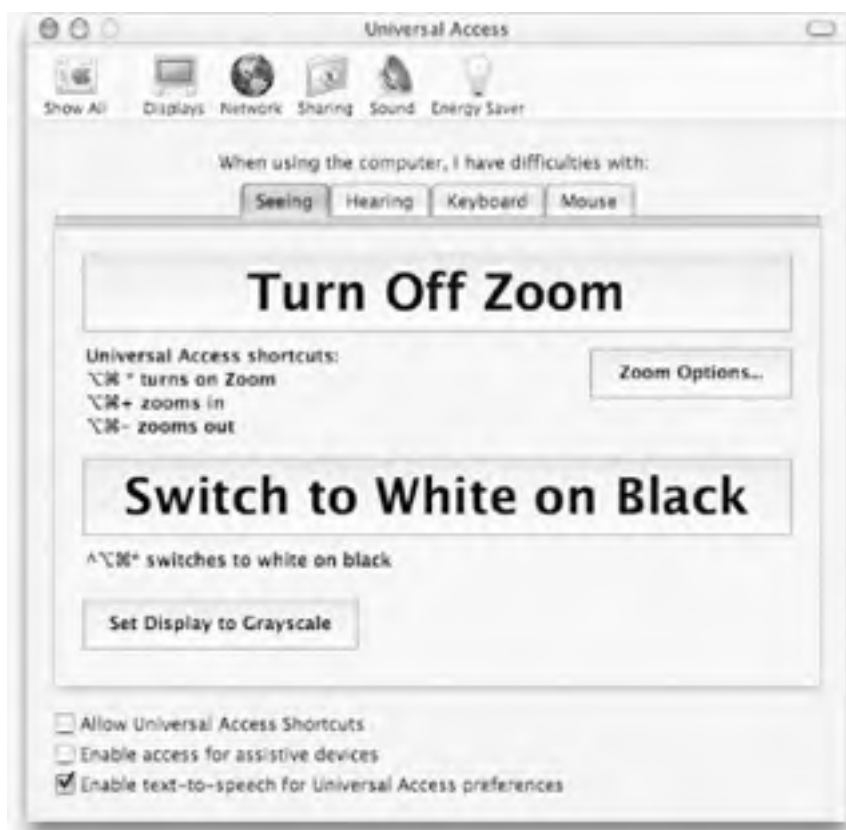 Universal Access
Show All Displays Network Sharing Sound Energy Saver
When using the computer, I have difficulties with:
Seeing Hearing Keyboard Mouse
Turn Off Zoom
Universal Access shortcuts:
⌥⌘ * turns on Zoom
⌥⌘+ zooms in
⌥⌘- zooms out
Zoom Options...
Switch to White on Black
^⌥⌘* switches to white on black
Set Display to Grayscale
Allow Universal Access Shortcuts
Enable access for assistive devices
Enable text-to-speech for Universal Access preferences